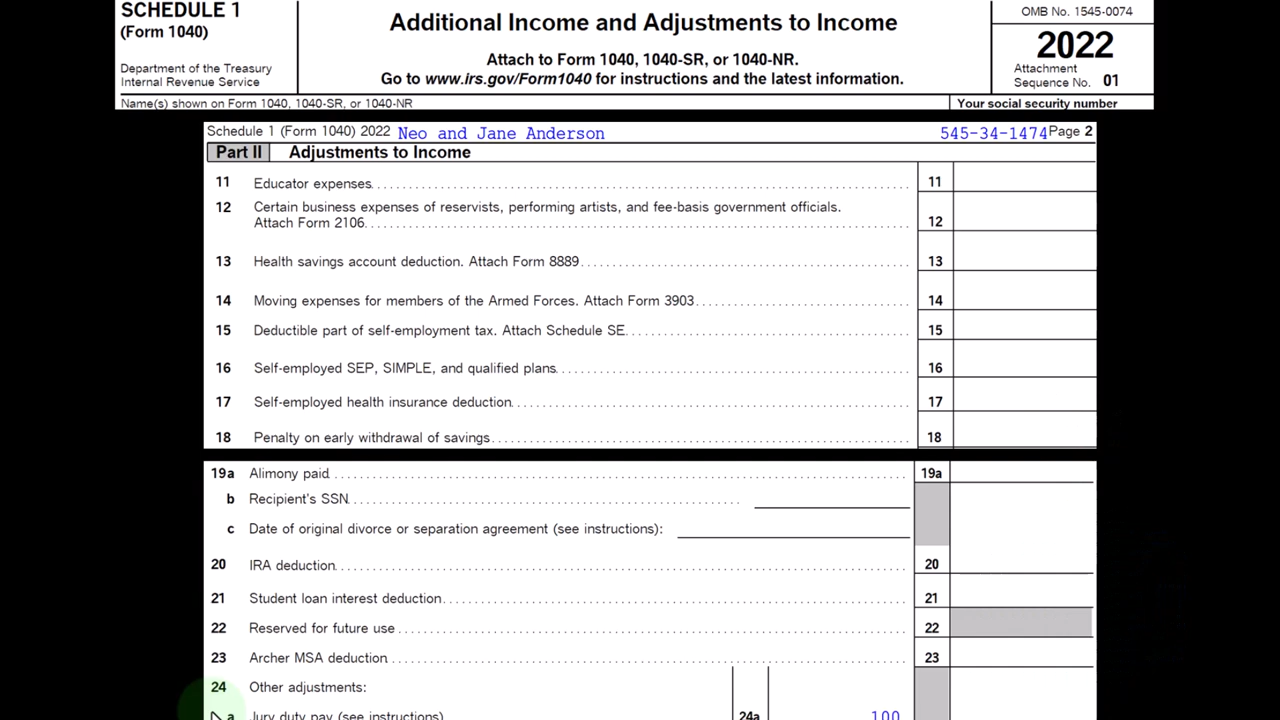 SCHEDULE 1
(Form 1040)
Department of the Treasury
Internal Revenue Service
Additional Income and Adjustments to Income
Attach to Form 1040, 1040-SR, or 1040-NR.
Go to www.irs.gov/Form1040 for instructions and the latest information.
OMB No. 1545-0074
2022
Attachment
Sequence No. 01
Name(s) shown on Form 1040, 1040-SR, or 1040-NR
Your social security number
Schedule 1 (Form 1040) 2022 Neo and Jane Anderson 545-34-1474 Page 2
Part II Adjustments to Income
11 Educator expenses 11
12 Certain business expenses of reservists, performing artists, and fee-basis government officials.
Attach Form 2106 12
13 Health savings account deduction. Attach Form 8889 13
14 Moving expenses for members of the Armed Forces. Attach Form 3903 14
15 Deductible part of self-employment tax. Attach Schedule SE 15
16 Self-employed SEP, SIMPLE, and qualified plans 16
17 Self-employed health insurance deduction 17
18 Penalty on early withdrawal of savings 18
19a Alimony paid 19a
b Recipient's SSN
c Date of original divorce or separation agreement (see instructions):
20 IRA deduction 20
21 Student loan interest deduction 21
22 Reserved for future use 22
23 Archer MSA deduction 23
24 Other adjustments:
a Jury duty pay (see instructions) 24a 100